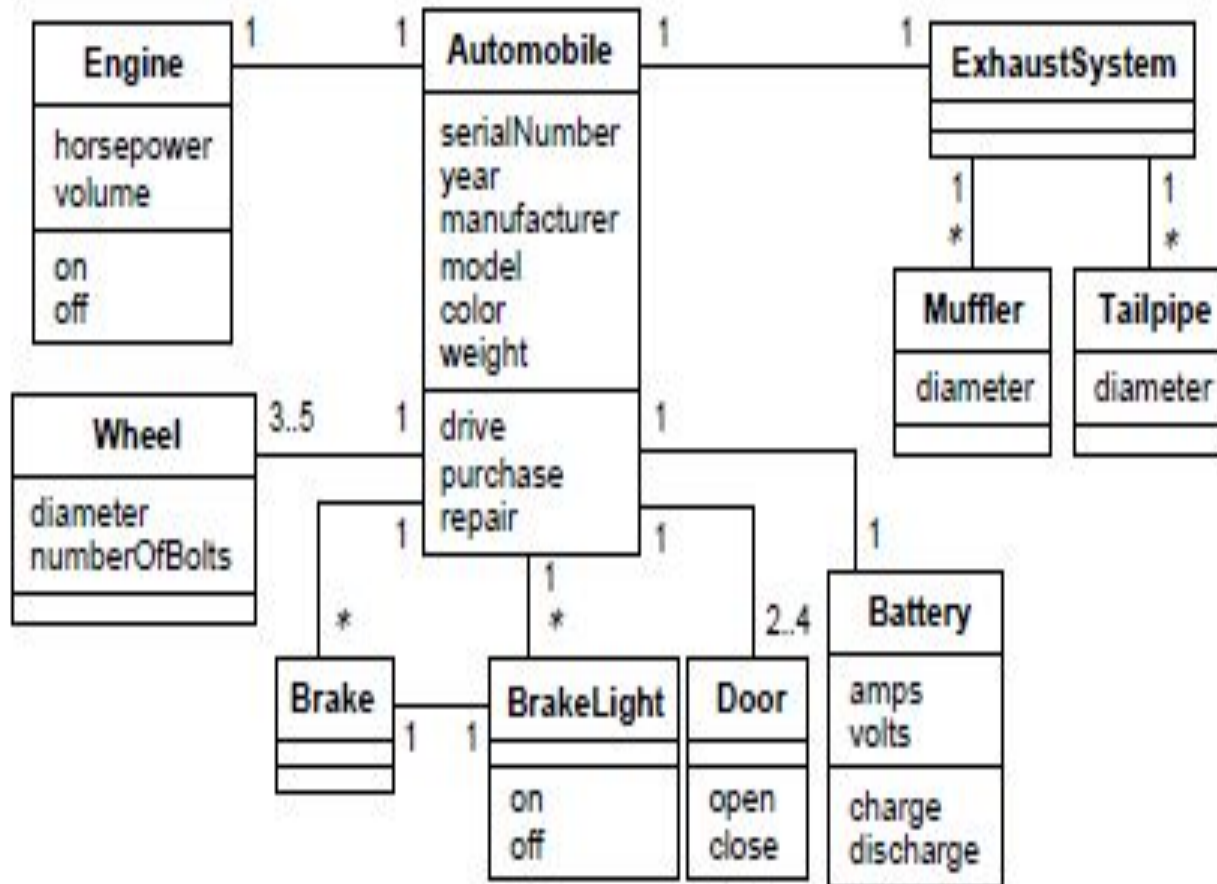 Engine
horsepower
volume
on
off
1
1
Automobile
serialNumber
year
manufacturer
model
color
weight
drive
purchase
repair
1
1
ExhaustSystem
1
*
1
*
Muffler
diameter
Tailpipe
diameter
Wheel
diameter
numberOfBolts
3..5
1
1
*
1
*
1
2..4
1
1
Brake
1
1
BrakeLight
on
off
Door
open
close
Battery
amps
volts
charge
discharge